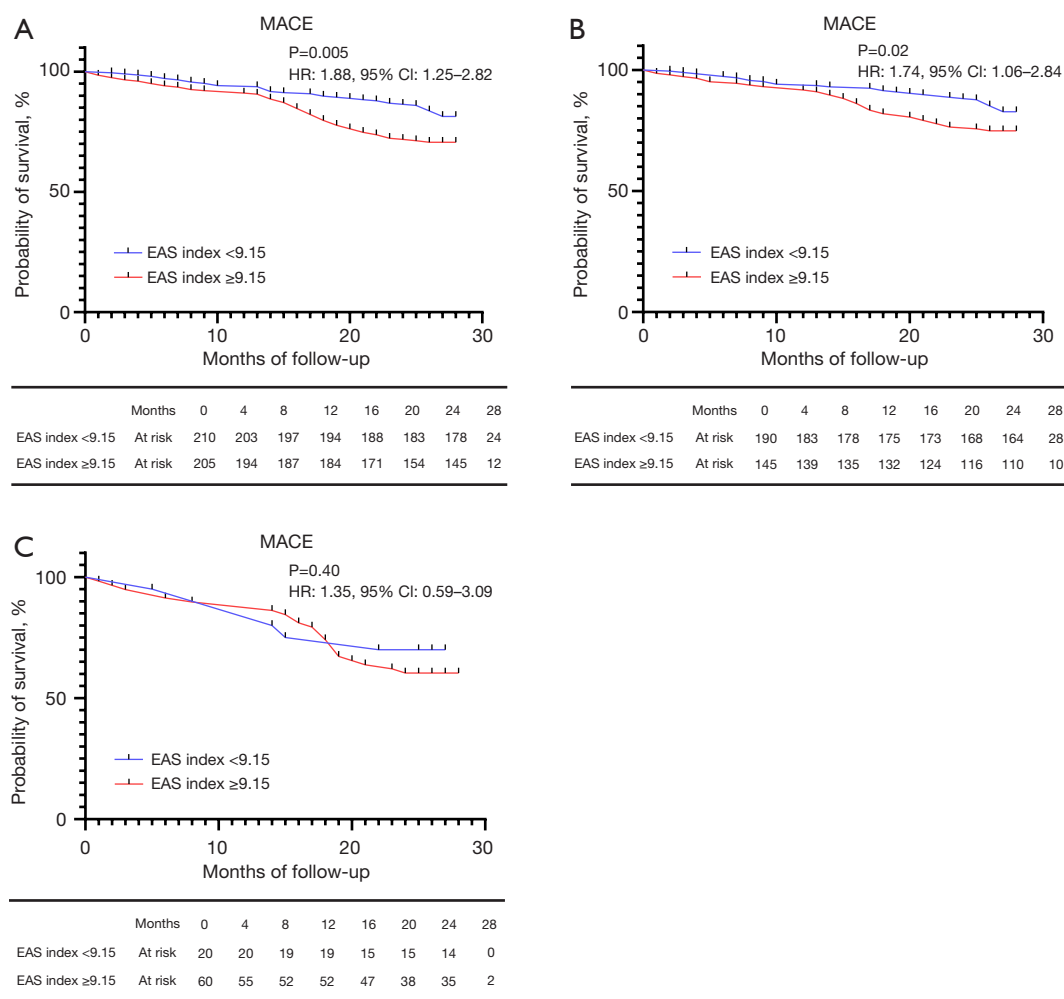 A
MACE
P=0.005
HR: 1.88, 95% CI: 1.25–2.82
100
50
0
Probability of survival, %
EAS index <9.15
EAS index ≥9.15
0 10 20 30
Months of follow-up
Months 0 4 8 12 16 20 24 28
EAS index <9.15 At risk 210 203 197 194 188 183 178 24
EAS index ≥9.15 At risk 205 194 187 184 171 154 145 12
B
MACE
P=0.02
HR: 1.74, 95% CI: 1.06–2.84
100
50
0
Probability of survival, %
EAS index <9.15
EAS index ≥9.15
0 10 20 30
Months of follow-up
Months 0 4 8 12 16 20 24 28
EAS index <9.15 At risk 190 183 178 175 173 168 164 28
EAS index ≥9.15 At risk 145 139 135 132 124 116 110 10
C
MACE
P=0.40
HR: 1.35, 95% CI: 0.59–3.09
100
50
0
Probability of survival, %
EAS index <9.15
EAS index ≥9.15
0 10 20 30
Months of follow-up
Months 0 4 8 12 16 20 24 28
EAS index <9.15 At risk 20 20 19 19 15 15 14 0
EAS index ≥9.15 At risk 60 55 52 52 47 38 35 2